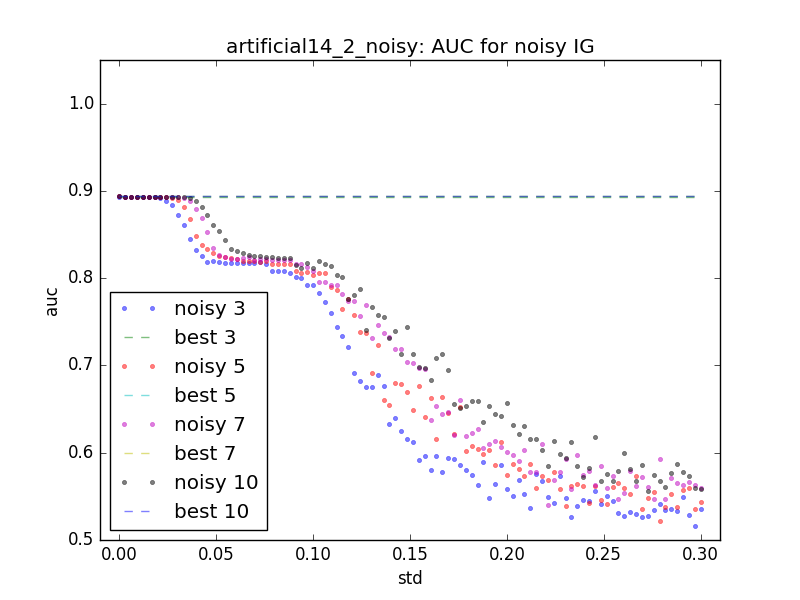 artificial14_2_noisy: AUC for noisy IG
1.0
0.9
0.8
0.7
0.6
0.5
auc
noisy 3
best 3
noisy 5
best 5
noisy 7
best 7
noisy 10
best 10
0.00 0.05 0.10 0.15 0.20 0.25 0.30
std